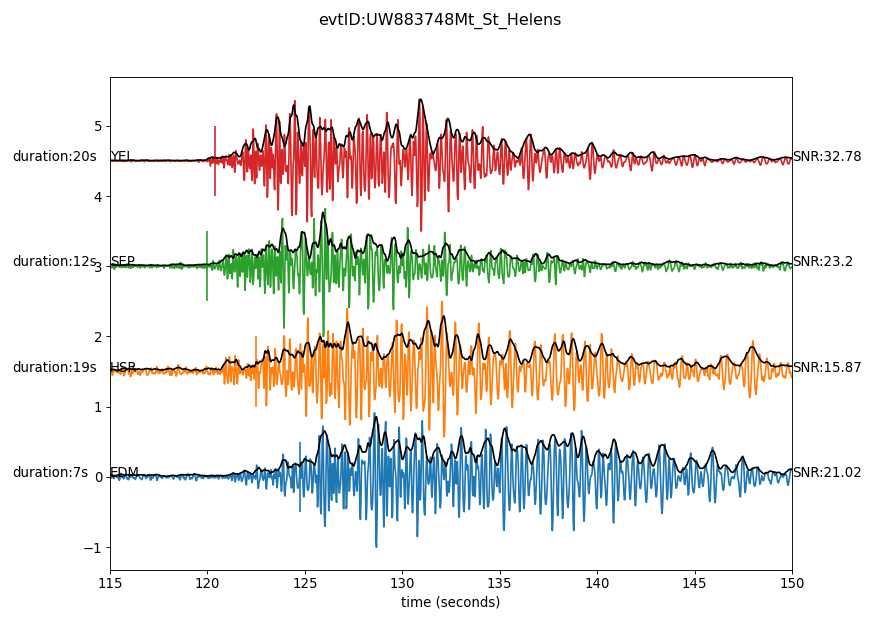 evtID:UW883748Mt_St_Helens
5
duration:20s YEL SNR:32.78
4
duration:12s 3 SEP SNR:23.2
2
duration:19s HSR SNR:15.87
1
duration:7s 0 EDM SNR:21.02
−1
115 120 125 130 135 140 145 150
time (seconds)